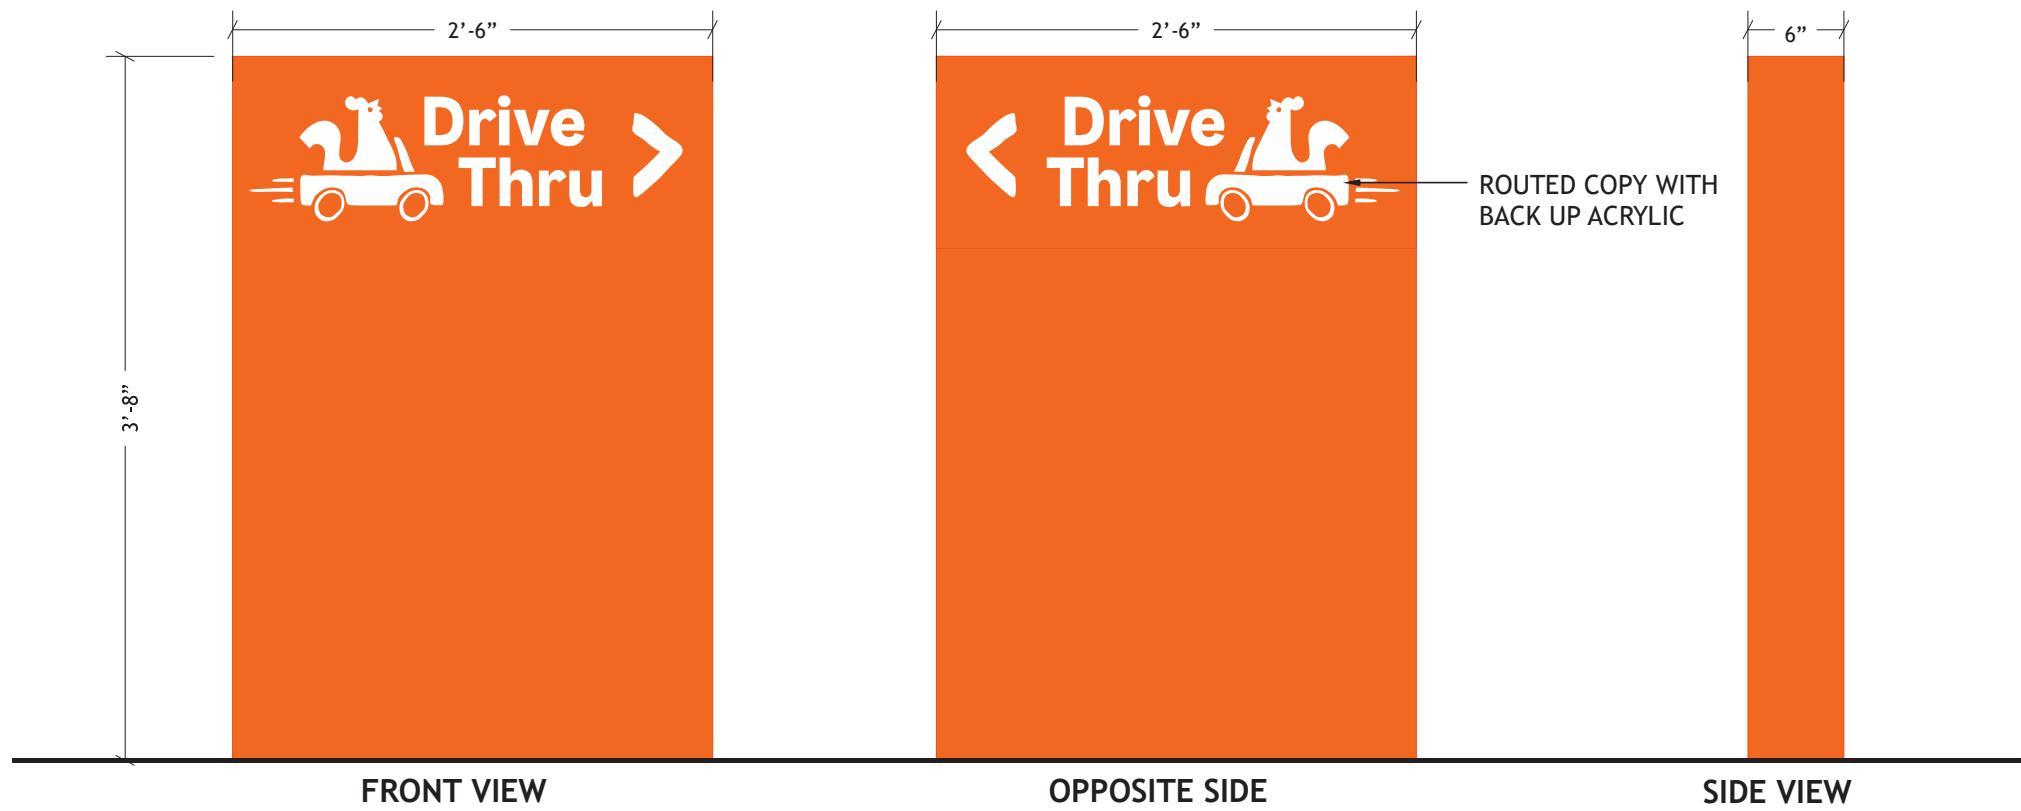 2’-6”
2’-6”
6”
Drive
Thru
>
<
Drive
Thru
ROUTED COPY WITH
BACK UP ACRYLIC
3’-8”
FRONT VIEW
OPPOSITE SIDE
SIDE VIEW